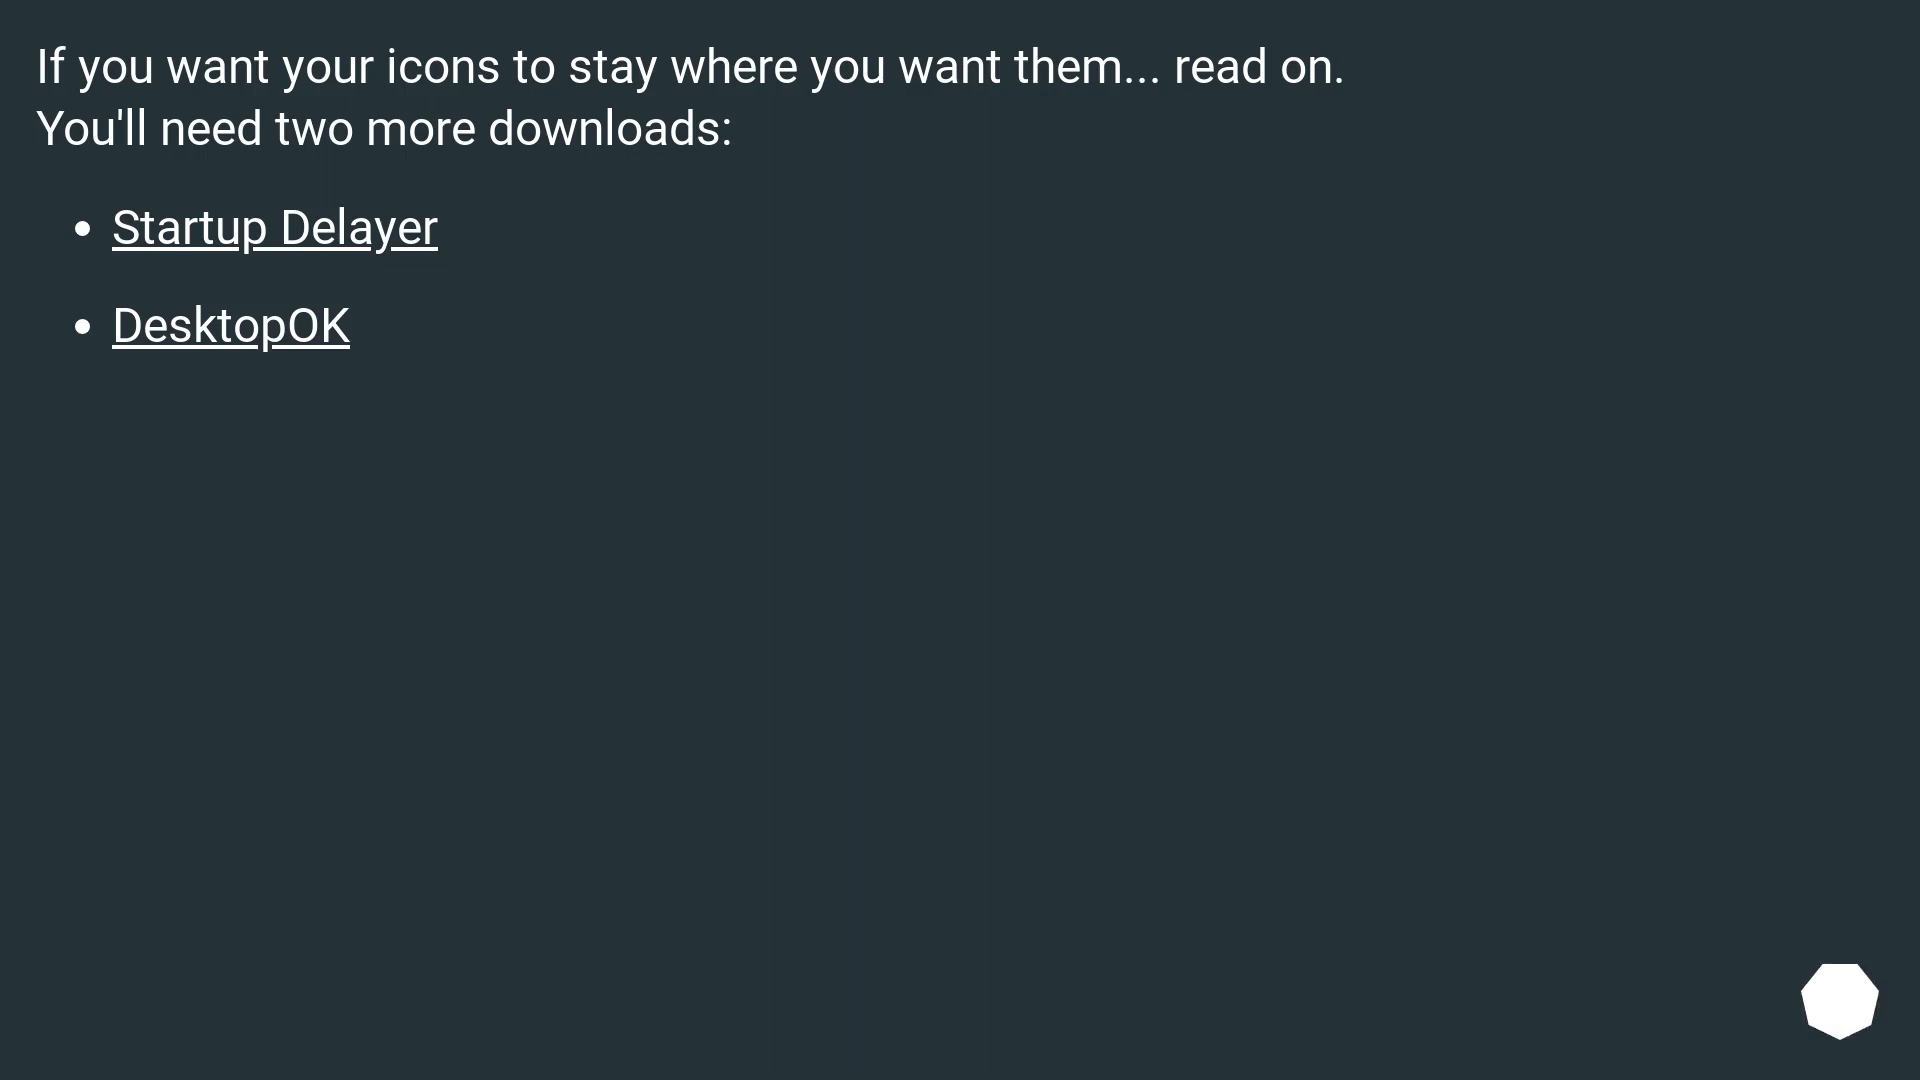 If you want your icons to stay where you want them... read on.
You'll need two more downloads:
Startup Delayer
DesktopOK